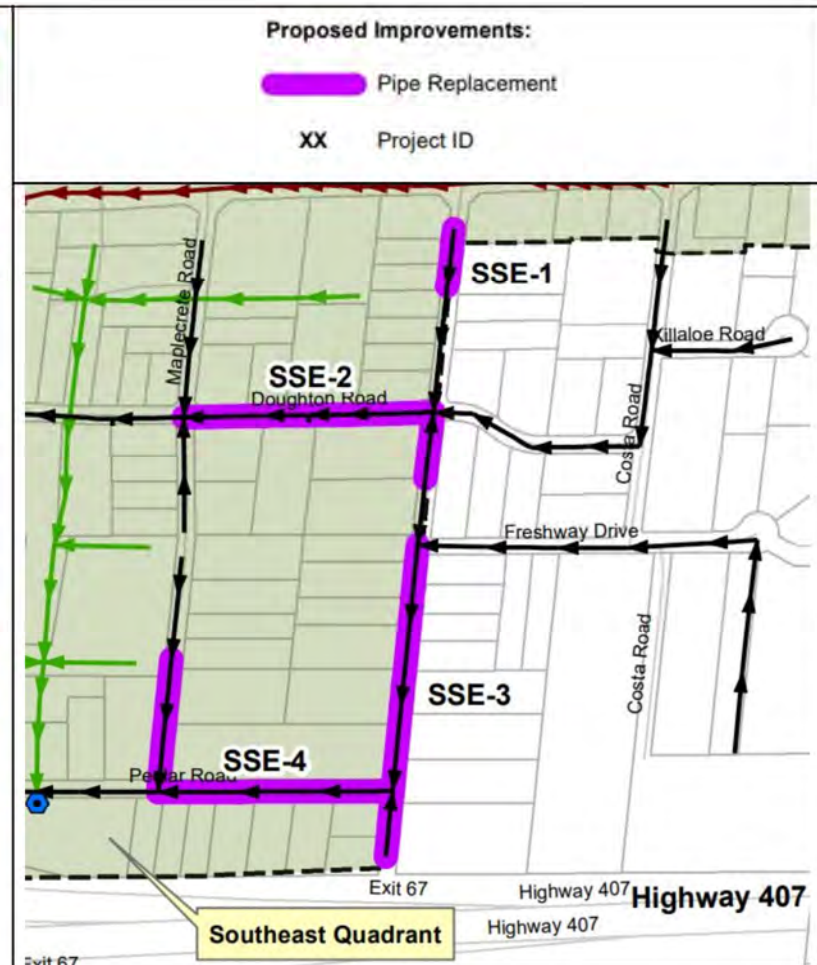 Proposed Improvements:
Pipe Replacement
XX Project ID
SSE-1
Maplecrete Road
Killaloe Road
SSE-2
Doughton Road
Costa Road
Freshway Drive
Costa Road
SSE-3
SSE-4
Peelar Road
Exit 67
Highway 407
Highway 407
Highway 407
Southeast Quadrant
Exit 67